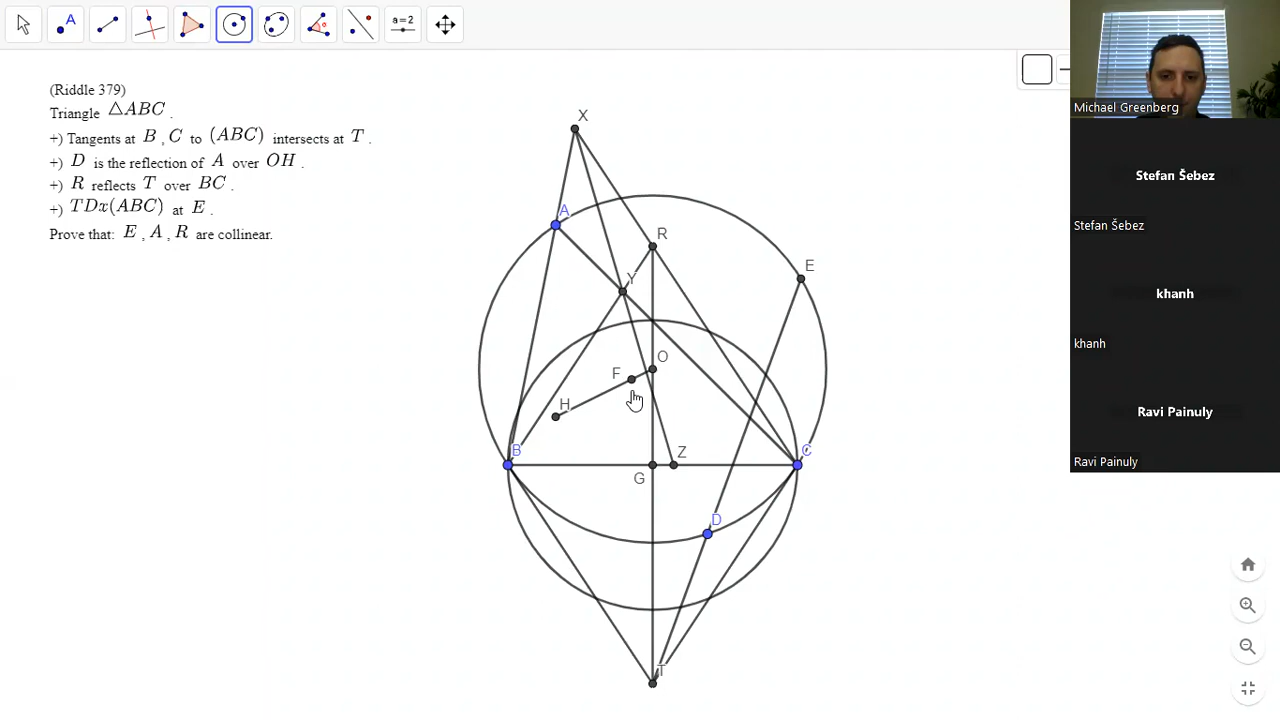 a=2
(Riddle 379)
Triangle △ABC .
+) Tangents at B , C to (ABC) intersects at T .
+) D is the reflection of A over OH .
+) R reflects T over BC .
+) TDx(ABC) at E .
Prove that: E , A , R are collinear.
X
A
R
E
Y
O
F
H
B
C
Z
G
D
T
Michael Greenberg
Stefan Šebez
Stefan Šebez
khanh
khanh
Ravi Painuly
Ravi Painuly
A